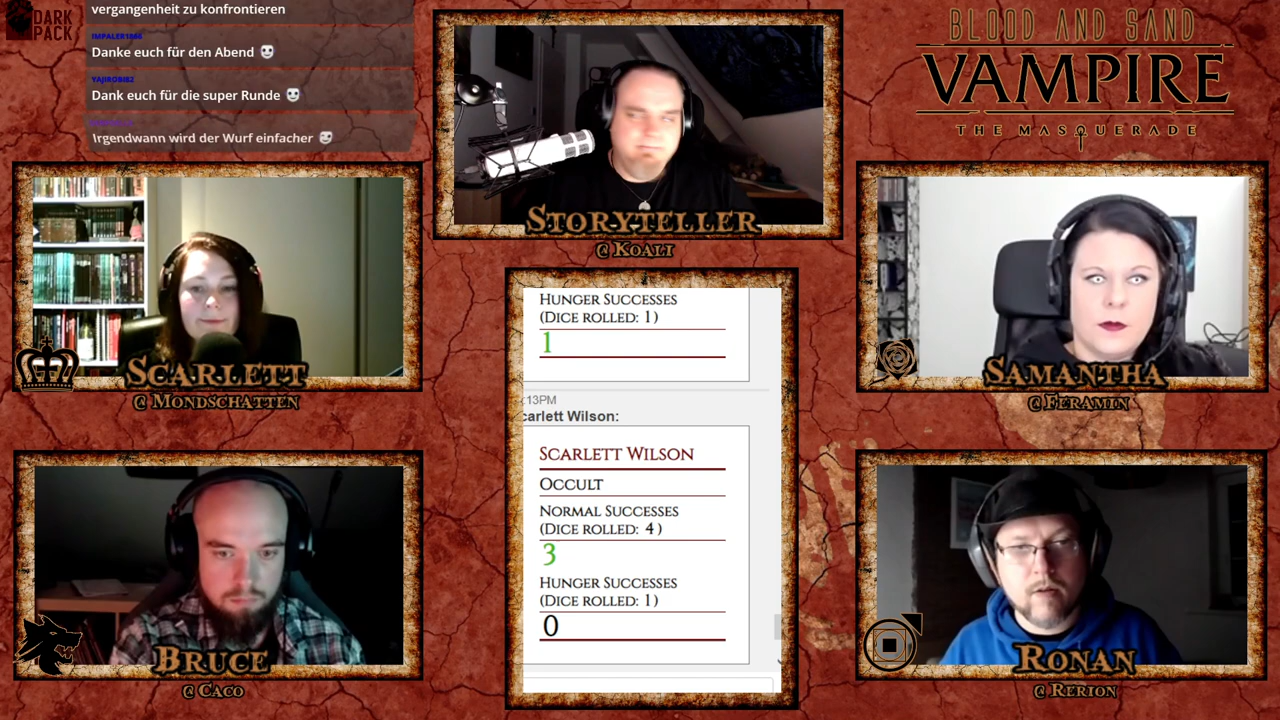 DARK
PACK
vergangenheit zu konfrontieren
IMPALER1886
Danke euch für den Abend
YAJIROBIBZ
Dank euch für die super Runde
Irgendwann wird der Wurf einfacher
BLOOD AND SAND
VAMPIRE
THE MASQUERADE
STORYTELLER
@ KOALI
SCARLETT
@ MONDSCHATTEN
SAMANTHA
@ FERAMIN
HUNGER SUCCESSES
(DICE ROLLED: 1)
1
:13PM
carlett Wilson:
SCARLETT WILSON
OCCULT
NORMAL SUCCESSES
(DICE ROLLED: 4 )
3
HUNGER SUCCESSES
(DICE ROLLED: 1)
0
BRUCE
@ CACO
RONAN
@ RERION